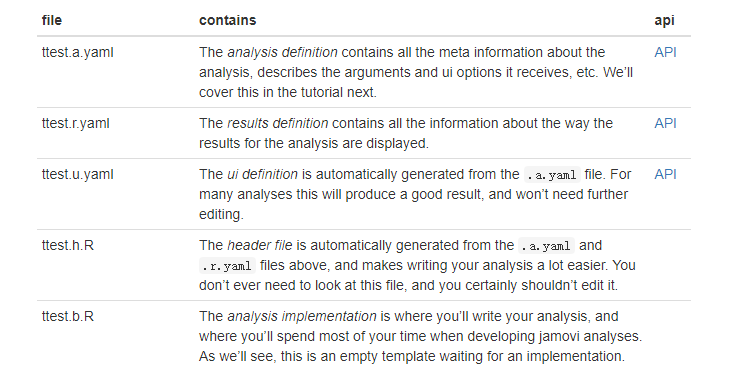 file contains api
ttest.a.yaml The analysis definition contains all the meta information about the API
analysis, describes the arguments and ui options it receives, etc. We'll
cover this in the tutorial next.
ttest.r.yaml The results definition contains all the information about the way the API
results for the analysis are displayed.
ttest.u.yaml The ui definition is automatically generated from the .a.yaml file. For API
many analyses this will produce a good result, and won't need further
editing.
ttest.h.R The header file is automatically generated from the .a.yaml and
.r.yaml files above, and makes writing your analysis a lot easier. You
don't ever need to look at this file, and you certainly shouldn't edit it.
ttest.b.R The analysis implementation is where you'll write your analysis, and
where you'll spend most of your time when developing jamovi analyses.
As we'll see, this is an empty template waiting for an implementation.